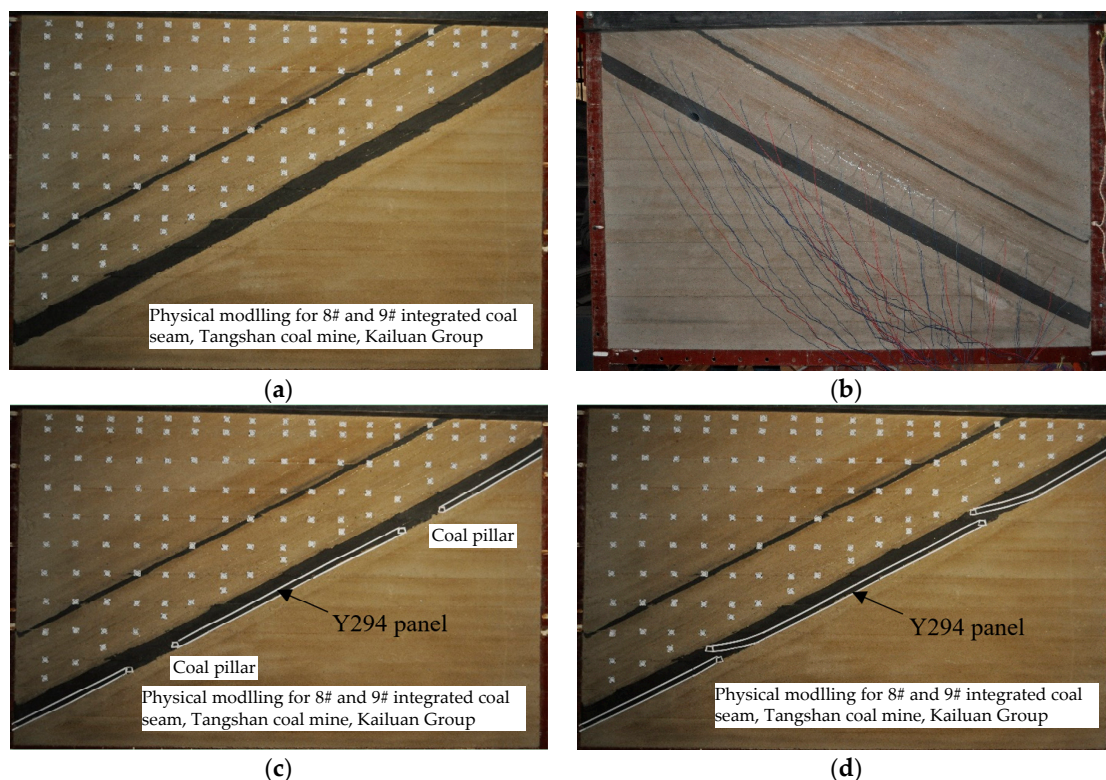 Physical modlling for 8# and 9# integrated coal
seam, Tangshan coal mine, Kailuan Group
(a)
(b)
Coal pillar
Y294 panel
Coal pillar
Physical modlling for 8# and 9# integrated coal
seam, Tangshan coal mine, Kailuan Group
(c)
Y294 panel
Physical modlling for 8# and 9# integrated coal
seam, Tangshan coal mine, Kailuan Group
(d)